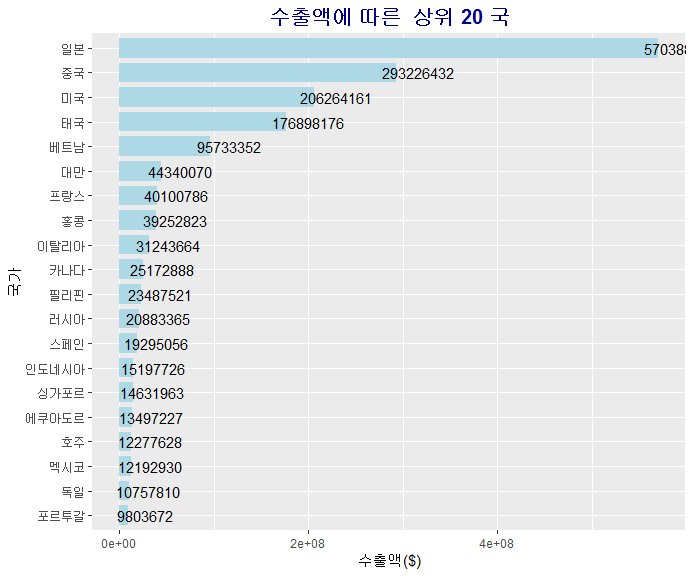 수출액에 따른 상위 20 국
일본 57038
중국 293226432
미국 206264161
태국 176898176
베트남 95733352
대만 44340070
프랑스 40100786
홍콩 39252823
이탈리아 31243664
카나다 25172888
필리핀 23487521
러시아 20883365
스페인 19295056
인도네시아 15197726
싱가포르 14631963
에쿠아도르 13497227
호주 12277628
멕시코 12192930
독일 10757810
포르투갈 9803672
국가
0e+00 2e+08 4e+08
수출액($)